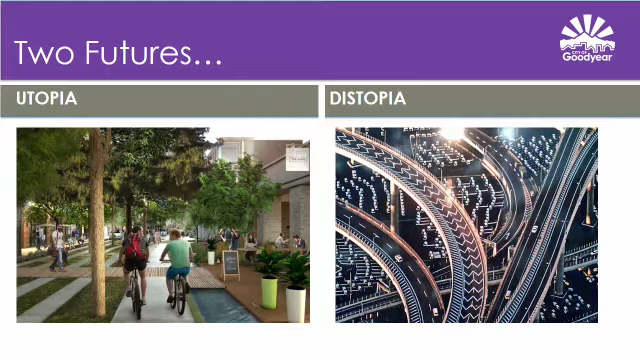 Two Futures...
CITY OF
Goodyear
UTOPIA
DISTOPIA